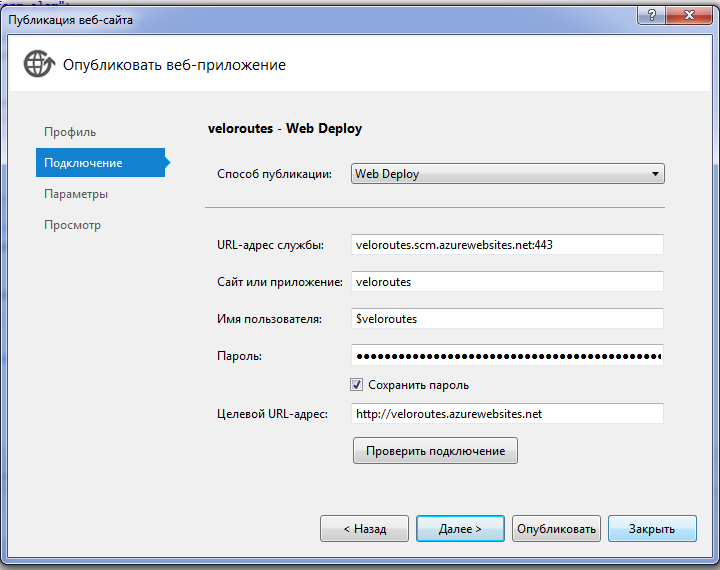 Публикация веб-сайта
?
Опубликовать веб-приложение
Профиль
Подключение
Параметры
Просмотр
veloroutes - Web Deploy
Способ публикации: Web Deploy
URL-адрес службы: veloroutes.scm.azurewebsites.net:443
Сайт или приложение: veloroutes
Имя пользователя: $veloroutes
Пароль:
Сохранить пароль
Целевой URL-адрес: http://veloroutes.azurewebsites.net
Проверить подключение
< Назад Далее > Опубликовать Закрыть